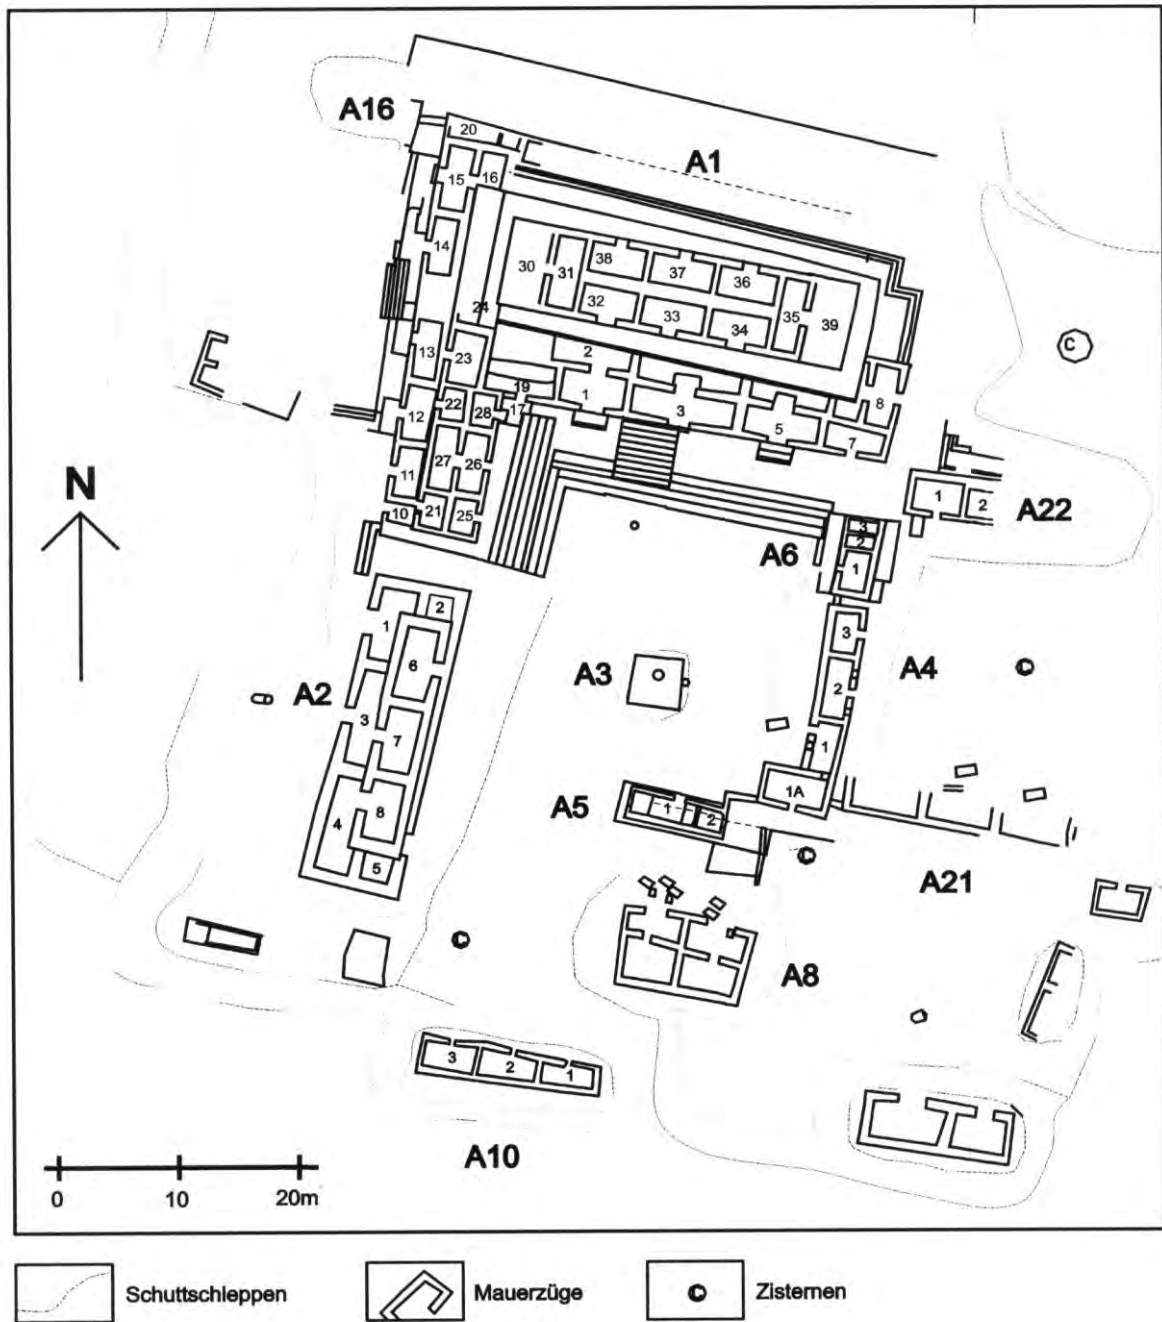 A16
20
A1
15
16
14
38
37
36
30
31
35
39
32
33
34
24
C
13
23
2
19
1
3
5
8
22
28
17
12
7
27
26
11
N
10
21
25
1
2
A22
3
2
1
A6
1
2
6
3
A4
A3
2
A2
3
7
1
1A
A5
1
2
8
4
5
C
A21
C
A8
3
2
1
A10
0
10
20m
Schuttschleppen
Mauerzüge
C
Zisternen